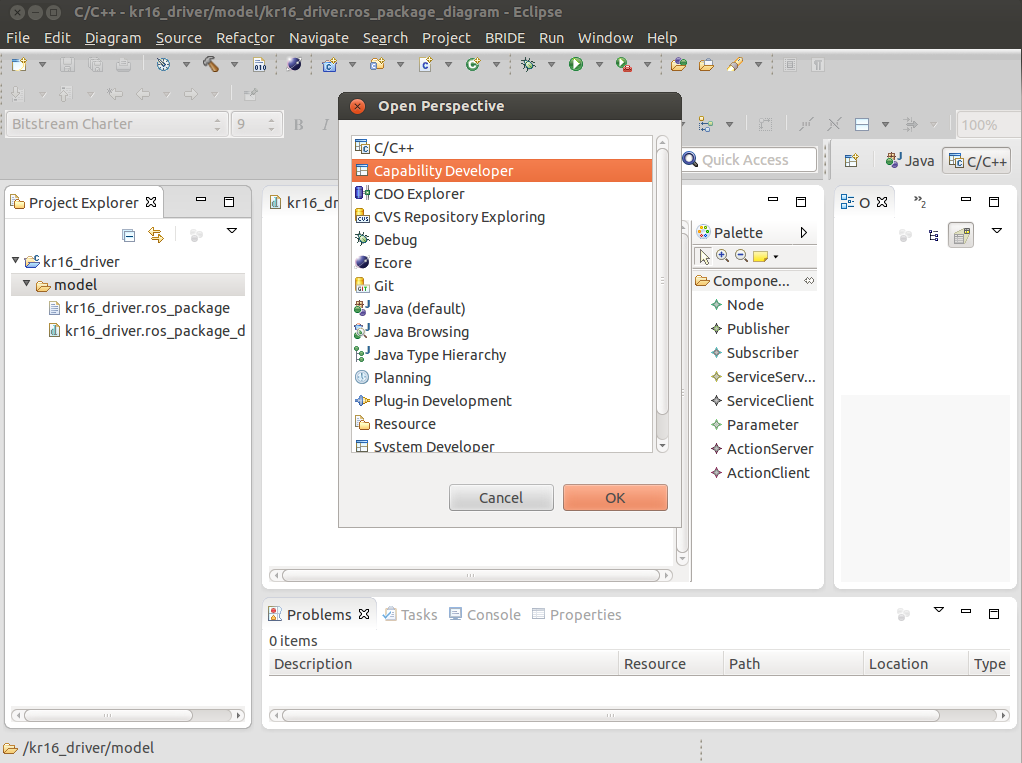 C/C++ - kr16_driver/model/kr16_driver.ros_package_diagram - Eclipse
File Edit Diagram Source Refactor Navigate Search Project BRIDE Run Window Help
Bitstream Charter 9 B I 100%
Quick Access Java C/C++
Project Explorer
kr16_driver
model
kr16_driver.ros_package
kr16_driver.ros_package_d
kr16_dr
Open Perspective
C/C++
Capability Developer
CDO Explorer
CVS Repository Exploring
Debug
Ecore
Git
Java (default)
Java Browsing
Java Type Hierarchy
Planning
Plug-in Development
Resource
System Developer
Cancel OK
Palette
Compone...
Node
Publisher
Subscriber
ServiceServ...
ServiceClient
Parameter
ActionServer
ActionClient
O »2
Problems Tasks Console Properties
0 items
Description Resource Path Location Type
/kr16_driver/model